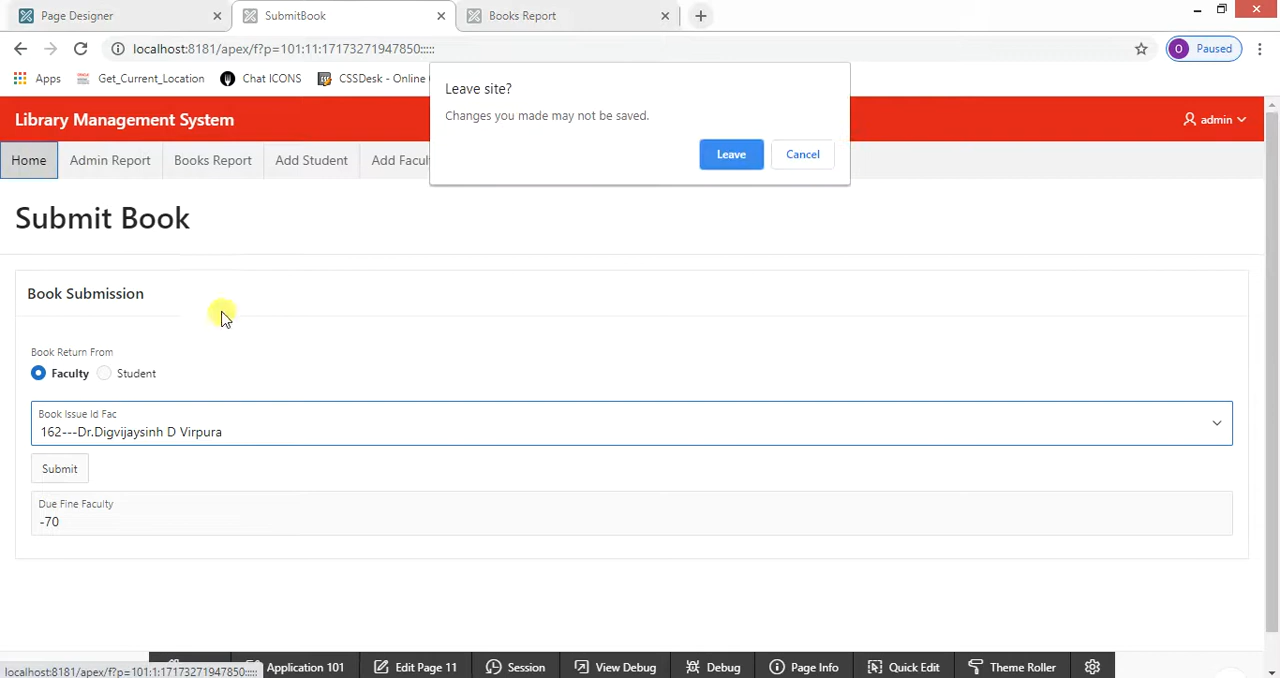 Page Designer
SubmitBook
Books Report
localhost:8181/apex/f?p=101:11:17173271947850:::::
O Paused
Apps
Get_Current_Location
Chat ICONS
CSSDesk - Online
Leave site?
Changes you made may not be saved.
Leave
Cancel
Library Management System
admin
Home
Admin Report
Books Report
Add Student
Add Facul
Submit Book
Book Submission
Book Return From
Faculty
Student
Book Issue Id Fac
162---Dr.Digvijaysinh D Virpura
Submit
Due Fine Faculty
-70
localhost:8181/apex/f?p=101:1:17173271947850:::::
Application 101
Edit Page 11
Session
View Debug
Debug
Page Info
Quick Edit
Theme Roller